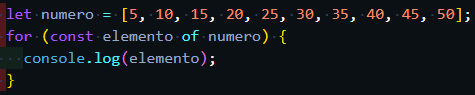 let numero = [5, 10, 15, 20, 25, 30, 35, 40, 45, 50];
for (const elemento of numero) {
  console.log(elemento);
}